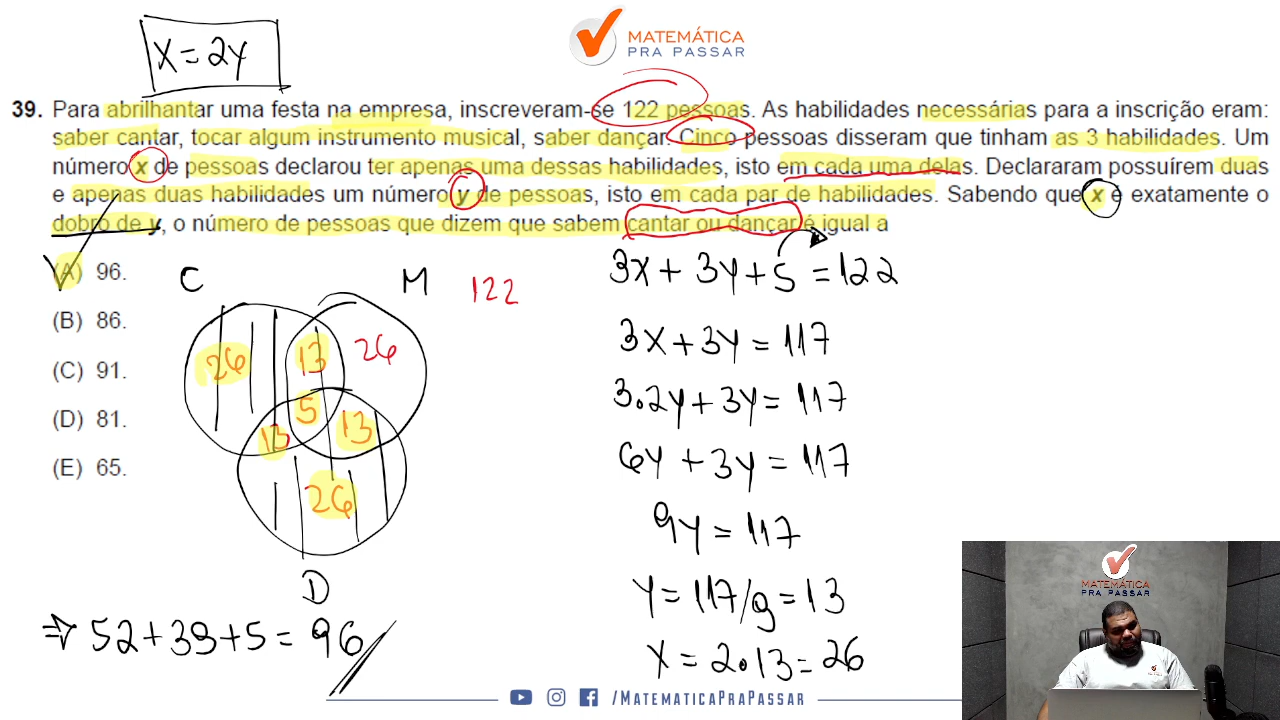 X = 2y
MATEMÁTICA
PRA PASSAR
39. Para abrilhantar uma festa na empresa, inscreveram-se 122 pessoas. As habilidades necessárias para a inscrição eram:
saber cantar, tocar algum instrumento musical, saber dançar. Cinco pessoas disseram que tinham as 3 habilidades. Um
número x de pessoas declarou ter apenas uma dessas habilidades, isto em cada uma delas. Declararam possuírem duas
e apenas duas habilidades um número y de pessoas, isto em cada par de habilidades. Sabendo que x é exatamente o
dobro de y, o número de pessoas que dizem que sabem cantar ou dançar é igual a
(A) 96.
(B) 86.
(C) 91.
(D) 81.
(E) 65.
C
M
122
26
13
26
5
13
13
26
D
⇒ 52+39+5 = 96
3X + 3y + 5 = 122
3X + 3y = 117
3.2y + 3y = 117
6y + 3y = 117
9y = 117
y = 117/9 = 13
X = 2.13 = 26
MATEMÁTICA
PRA PASSAR
/MATEMATICAPRAPASSAR